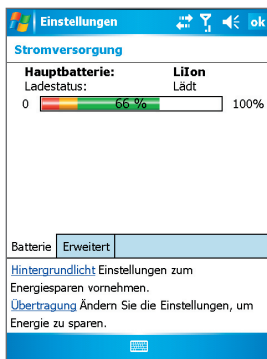 Einstellungen ok
Stromversorgung
Hauptbatterie: LiIon
Ladestatus: Lädt
0 66 % 100%
Batterie Erweitert
Hintergrundlicht Einstellungen zum
Energiesparen vornehmen.
Übertragung Ändern Sie die Einstellungen, um
Energie zu sparen.